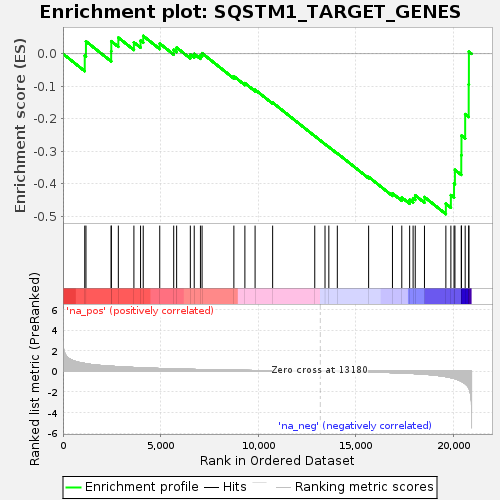 Enrichment plot: SQSTM1_TARGET_GENES
Enrichment score (ES)
0.0
-0.1
-0.2
-0.3
-0.4
-0.5
'na_pos' (positively correlated)
Ranked list metric (PreRanked)
6
4
2
0
-2
-4
-6
Zero cross at 13180
'na_neg' (negatively correlated)
0
5,000
10,000
15,000
20,000
Rank in Ordered Dataset
Enrichment profile
Hits
Ranking metric scores